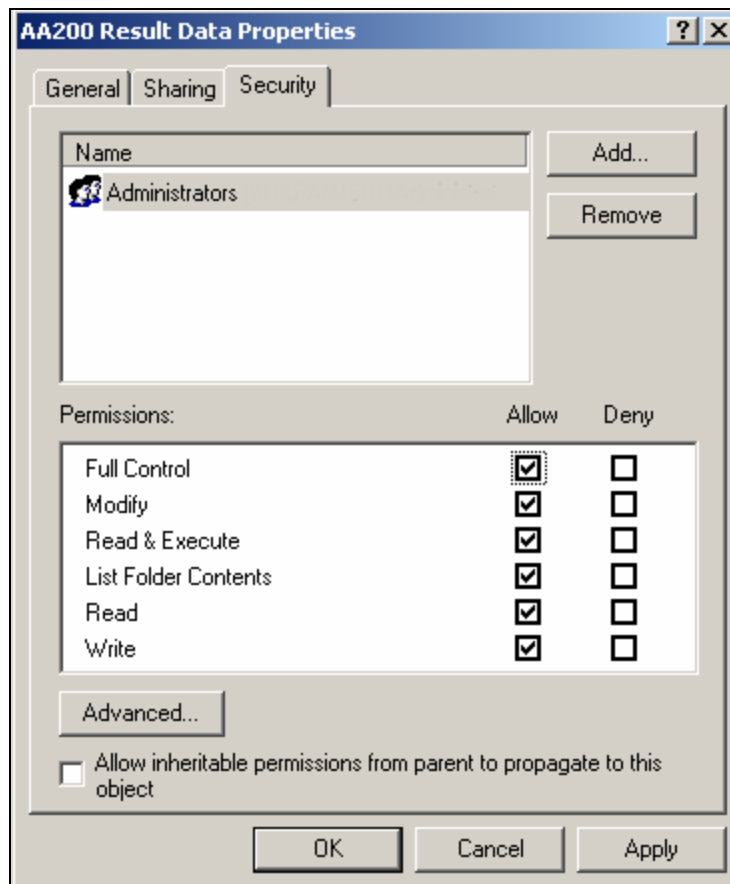 AA200 Result Data Properties
General Sharing Security
Name
Add...
Administrators
Remove
Permissions: Allow Deny
Full Control
Modify
Read & Execute
List Folder Contents
Read
Write
Advanced...
Allow inheritable permissions from parent to propagate to this
object
OK Cancel Apply